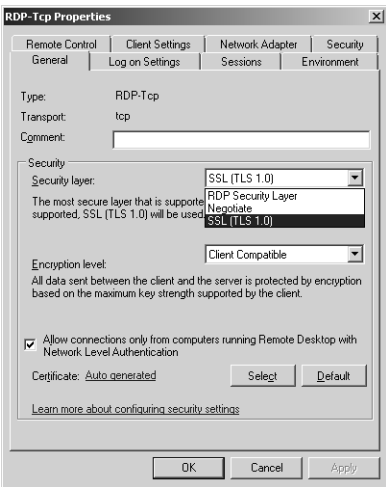 RDP-Tcp Properties
Remote Control Client Settings Network Adapter Security
General Log on Settings Sessions Environment
Type: RDP-Tcp
Transport: tcp
Comment:
Security
Security layer: SSL (TLS 1.0)
RDP Security Layer
Negotiate
SSL (TLS 1.0)
The most secure layer that is supporte
supported, SSL (TLS 1.0) will be used
Encryption level: Client Compatible
All data sent between the client and the server is protected by encryption
based on the maximum key strength supported by the client.
Allow connections only from computers running Remote Desktop with
Network Level Authentication
Certificate: Auto generated Select Default
Learn more about configuring security settings
OK Cancel Apply